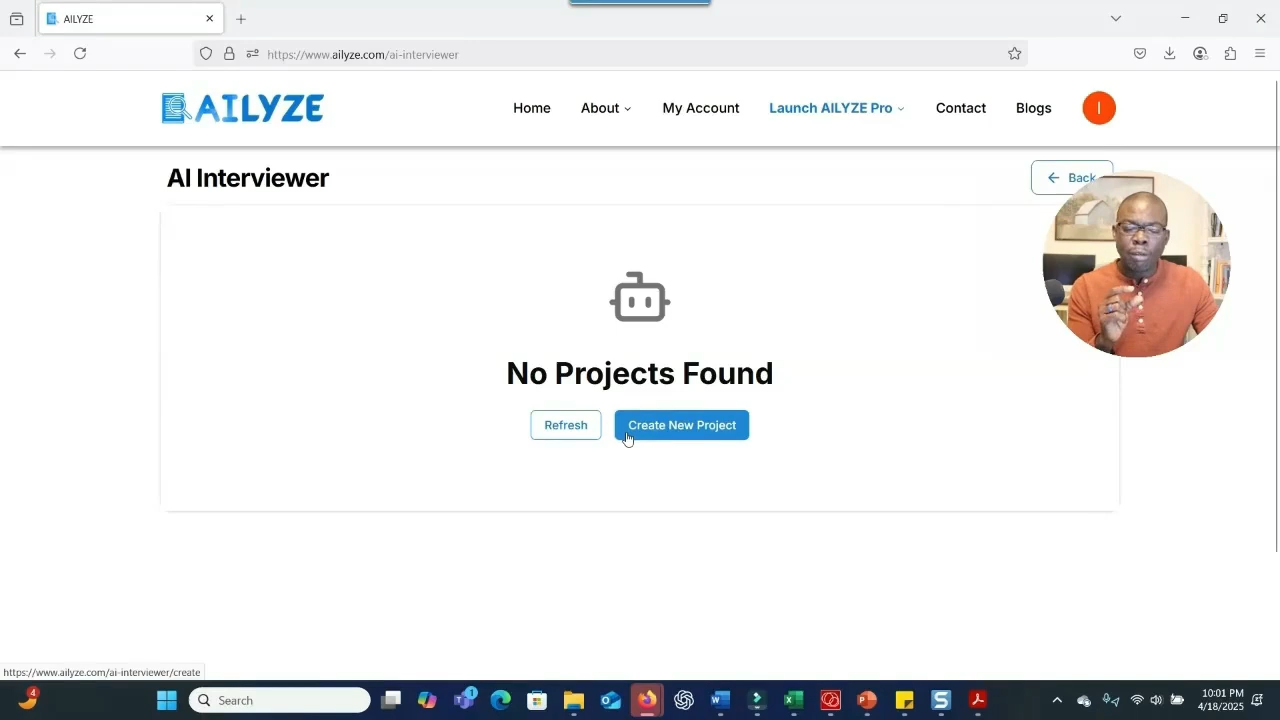 AILYZE
https://www.ailyze.com/ai-interviewer
AILYZE
Home
About
My Account
Launch AILYZE Pro
Contact
Blogs
I
AI Interviewer
Back
No Projects Found
Refresh
Create New Project
https://www.ailyze.com/ai-interviewer/create
4
Search
1
10:01 PM
4/18/2025